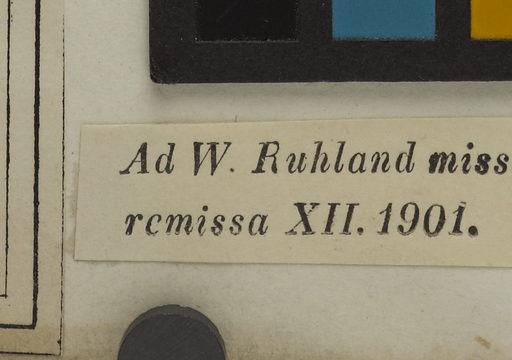 Ad W. Ruhland miss
remissa XII. 1901.